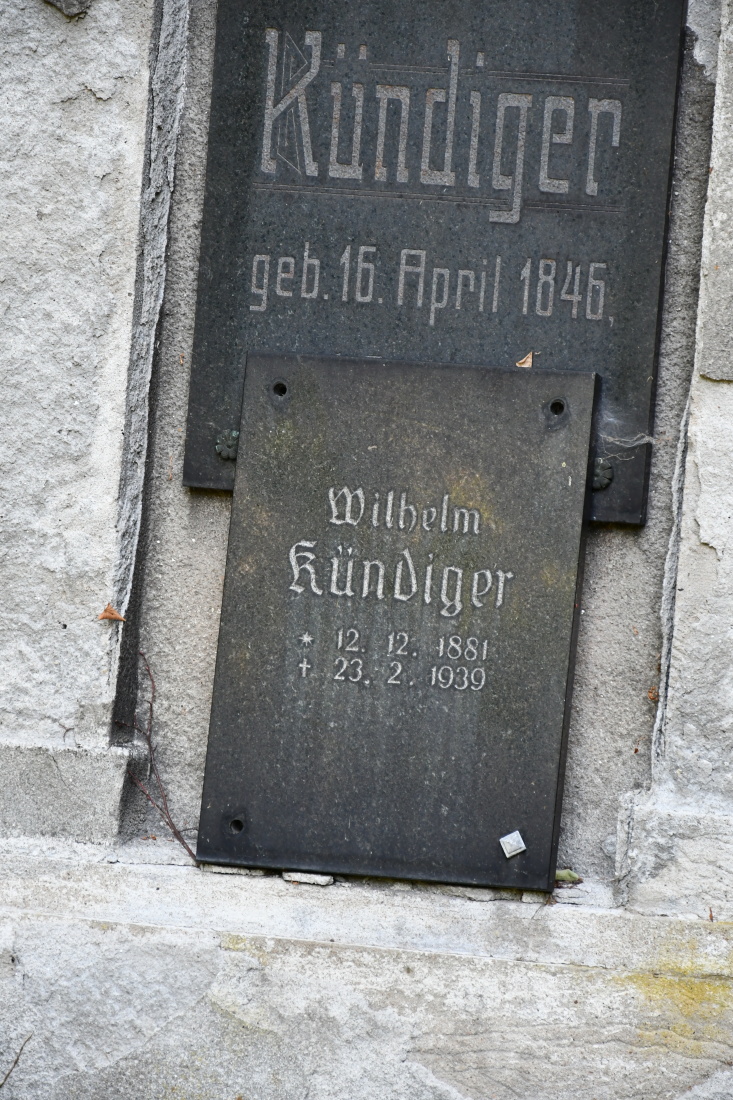 Kündiger
geb. 16. April 1846,
Wilhelm
Kündiger
* 12. 12. 1881
† 23. 2. 1939